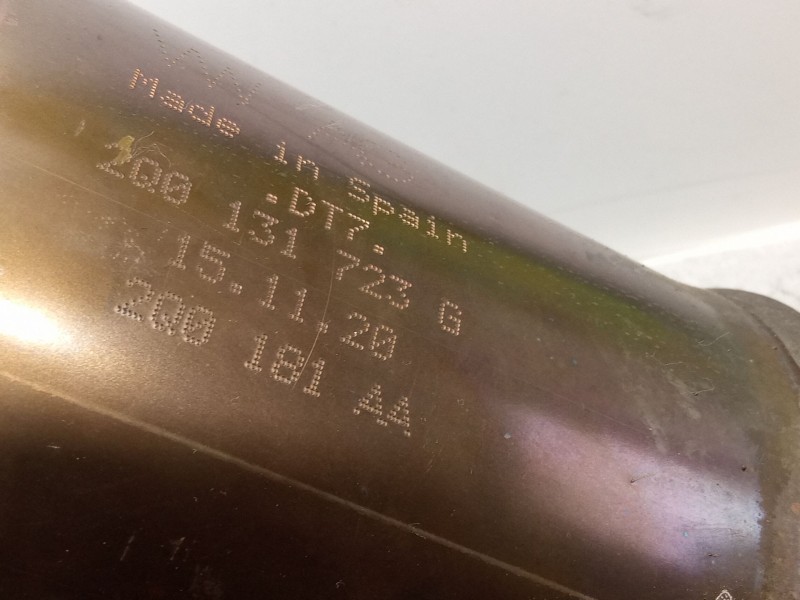 Made in Spain
.DT7.
2Q0 131 723 G
15.11.20
2Q0 181 AA